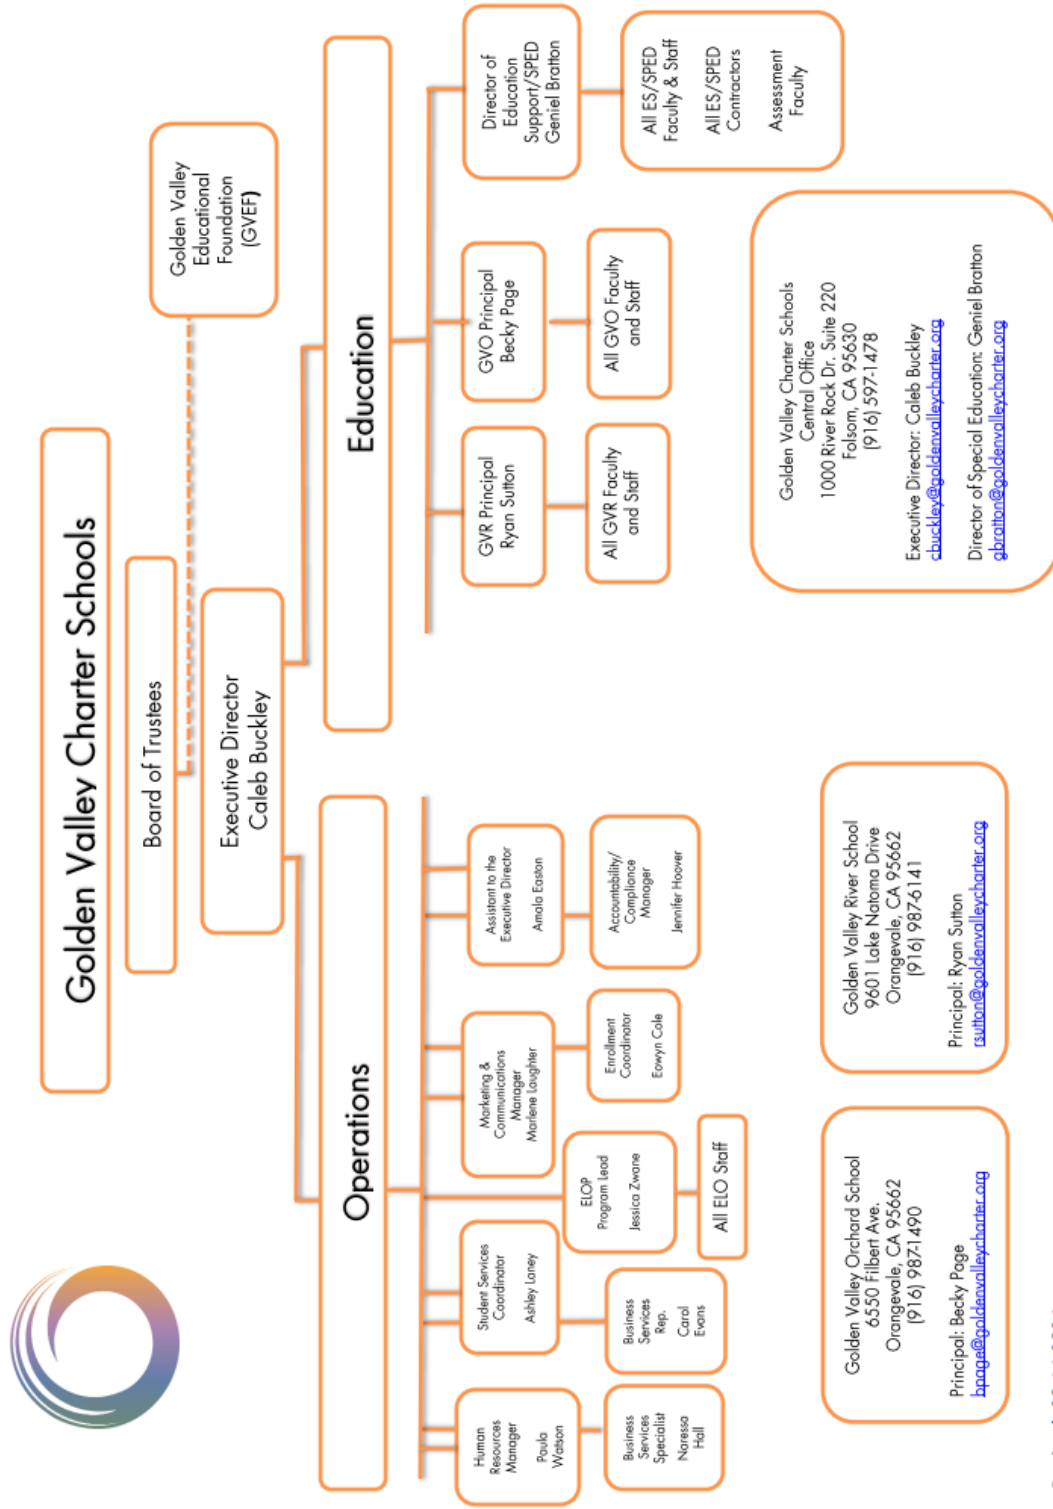 Golden Valley Charter Schools
Board of Trustees
Golden Valley
Educational
Foundation
(GVEF)
Executive Director
Caleb Buckley
Operations
Education
Human
Resources
Manager
Paula
Watson
Student Services
Coordinator
Ashley Laney
Marketing &
Communications
Manager
Marlene Laughter
Assistant to the
Executive Director
Amala Easton
GVR Principal
Ryan Sutton
GVO Principal
Becky Page
Director of
Education
Support/SPED
Geniel Bratton
Business
Services
Specialist
Naressa
Hall
Business
Services
Rep.
Carol
Evans
ELOP
Program Lead
Jessica Zwane
All ELO Staff
Enrollment
Coordinator
Eowyn Cole
Accountability/
Compliance
Manager
Jennifer Hoover
All GVR Faculty
and Staff
All GVO Faculty
and Staff
All ES/SPED
Faculty & Staff
All ES/SPED
Contractors
Assessment
Faculty
Golden Valley Orchard School
6550 Filbert Ave.
Orangevale, CA 95662
(916) 987-1490
Principal: Becky Page
bpage@goldenvalleycharter.org
Golden Valley River School
9601 Lake Natoma Drive
Orangevale, CA 95662
(916) 987-6141
Principal: Ryan Sutton
rsutton@goldenvalleycharter.org
Golden Valley Charter Schools
Central Office
1000 River Rock Dr. Suite 220
Folsom, CA 95630
(916) 597-1478
Executive Director: Caleb Buckley
cbuckley@goldenvalleycharter.org
Director of Special Education: Geniel Bratton
gbratton@goldenvalleycharter.org